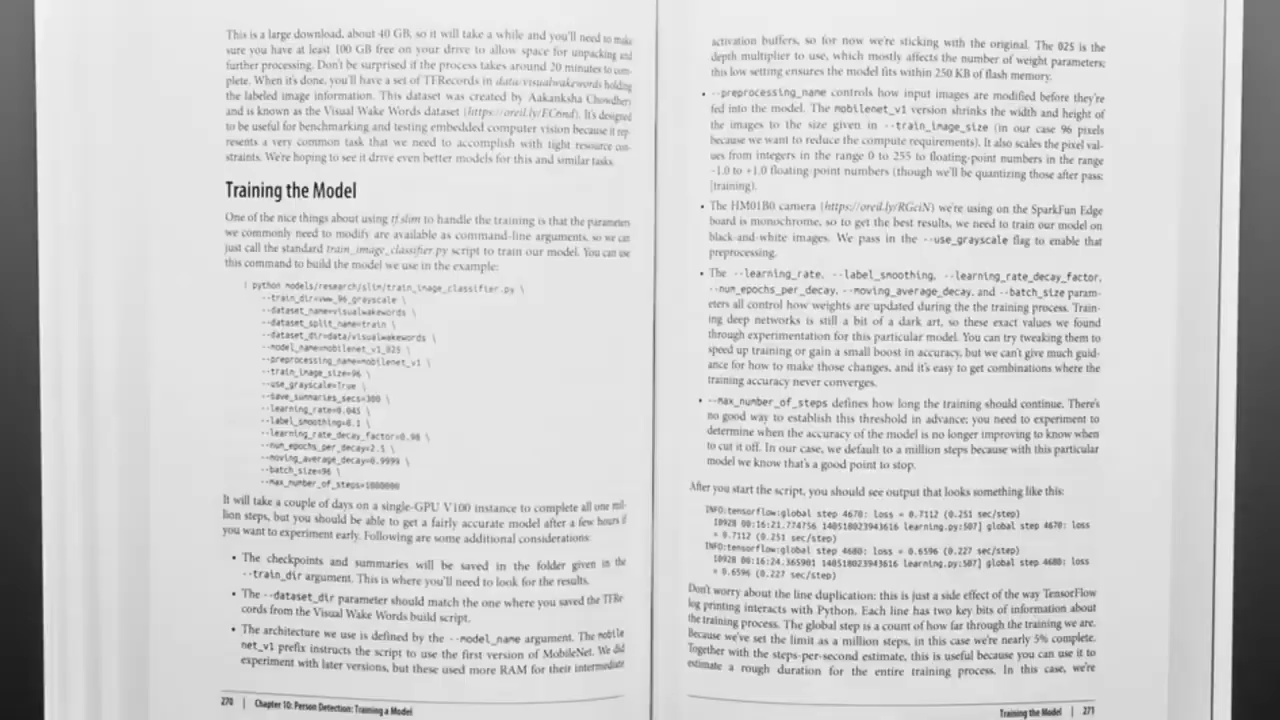 This is a large download, about 40 GB, so it will take a while and you'll need to make
sure you have at least 100 GB free on your drive to allow space for unpacking and
further processing. Don't be surprised if the process takes around 20 minutes to com-
plete. When it's done, you'll have a set of TFRecords in data/visualwakewords holding
the labeled image information. This dataset was created by Aakanksha Chowdhery
and is known as the Visual Wake Words dataset (https://oreil.ly/EC6nd). It's designed
to be useful for benchmarking and testing embedded computer vision because it rep-
resents a very common task that we need to accomplish with tight resource con-
straints. We're hoping to see it drive even better models for this and similar tasks.
Training the Model
One of the nice things about using tf.slim to handle the training is that the parameters
we commonly need to modify are available as command-line arguments, so we can
just call the standard train_image_classifier.py script to train our model. You can use
this command to build the model we use in the example:
! python models/research/slim/train_image_classifier.py \
--train_dir=vww_96_grayscale \
--dataset_name=visualwakewords \
--dataset_split_name=train \
--dataset_dir=data/visualwakewords \
--model_name=mobilenet_v1_025 \
--preprocessing_name=mobilenet_v1 \
--train_image_size=96 \
--use_grayscale=True \
--save_summaries_secs=300 \
--learning_rate=0.045 \
--label_smoothing=0.1 \
--learning_rate_decay_factor=0.98 \
--num_epochs_per_decay=2.5 \
--moving_average_decay=0.9999 \
--batch_size=96 \
--max_number_of_steps=1000000
It will take a couple of days on a single-GPU V100 instance to complete all one mil-
lion steps, but you should be able to get a fairly accurate model after a few hours if
you want to experiment early. Following are some additional considerations:
• The checkpoints and summaries will be saved in the folder given in the
--train_dir argument. This is where you'll need to look for the results.
• The --dataset_dir parameter should match the one where you saved the TFRe
cords from the Visual Wake Words build script.
• The architecture we use is defined by the --model_name argument. The mobile
net_v1 prefix instructs the script to use the first version of MobileNet. We did
experiment with later versions, but these used more RAM for their intermediate
270 | Chapter 10: Person Detection: Training a Model
activation buffers, so for now we're sticking with the original. The 025 is the
depth multiplier to use, which mostly affects the number of weight parameters;
this low setting ensures the model fits within 250 KB of flash memory.
• --preprocessing_name controls how input images are modified before they're
fed into the model. The mobilenet_v1 version shrinks the width and height of
the images to the size given in --train_image_size (in our case 96 pixels
because we want to reduce the compute requirements). It also scales the pixel val-
ues from integers in the range 0 to 255 to floating-point numbers in the range
-1.0 to +1.0 floating-point numbers (though we'll be quantizing those after pass;
|training).
• The HM01B0 camera (https://oreil.ly/RGciN) we're using on the SparkFun Edge
board is monochrome, so to get the best results, we need to train our model on
black-and-white images. We pass in the --use_grayscale flag to enable that
preprocessing.
• The --learning_rate, --label_smoothing, --learning_rate_decay_factor,
--num_epochs_per_decay, --moving_average_decay, and --batch_size param-
eters all control how weights are updated during the the training process. Train-
ing deep networks is still a bit of a dark art, so these exact values we found
through experimentation for this particular model. You can try tweaking them to
speed up training or gain a small boost in accuracy, but we can't give much guid-
ance for how to make those changes, and it's easy to get combinations where the
training accuracy never converges.
• --max_number_of_steps defines how long the training should continue. There's
no good way to establish this threshold in advance; you need to experiment to
determine when the accuracy of the model is no longer improving to know when
to cut it off. In our case, we default to a million steps because with this particular
model we know that's a good point to stop.
After you start the script, you should see output that looks something like this:
INFO:tensorflow:global step 4670: loss = 0.7112 (0.251 sec/step)
I0928 00:16:21.774756 140518023943616 learning.py:507] global step 4670: loss
= 0.7112 (0.251 sec/step)
INFO:tensorflow:global step 4680: loss = 0.6596 (0.227 sec/step)
I0928 00:16:24.365901 140518023943616 learning.py:507] global step 4680: loss
= 0.6596 (0.227 sec/step)
Don't worry about the line duplication: this is just a side effect of the way TensorFlow
log printing interacts with Python. Each line has two key bits of information about
the training process. The global step is a count of how far through the training we are.
Because we've set the limit as a million steps, in this case we're nearly 5% complete.
Together with the steps-per-second estimate, this is useful because you can use it to
estimate a rough duration for the entire training process. In this case, we're
Training the Model | 271